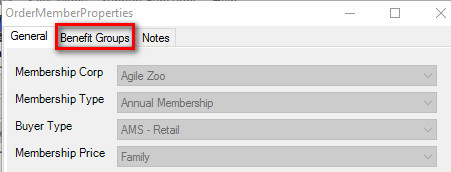 OrderMemberProperties
General Benefit Groups Notes
Membership Corp Agile Zoo
Membership Type Annual Membership
Buyer Type AMS - Retail
Membership Price Family